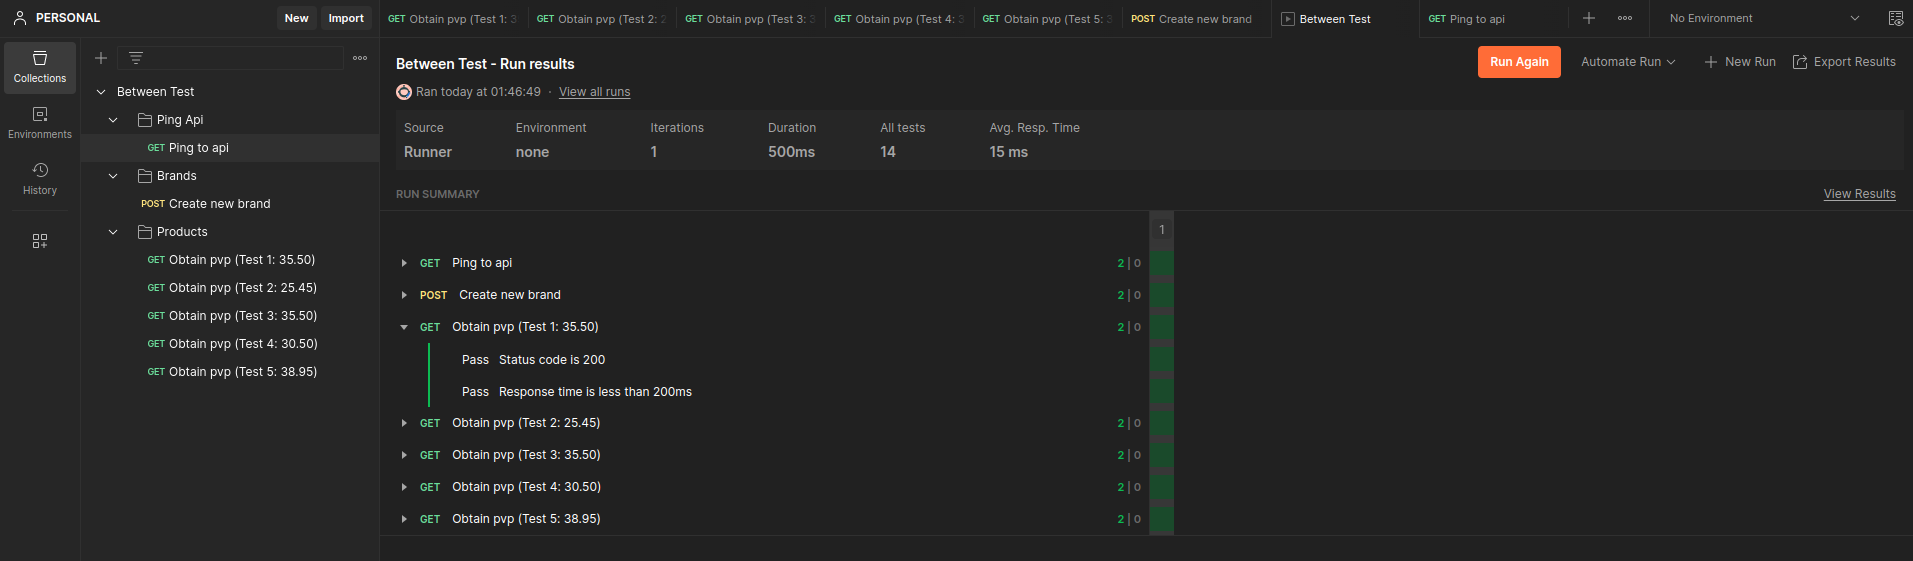 PERSONAL
New
Import
GET Obtain pvp (Test 1: 3
GET Obtain pvp (Test 2: 2
GET Obtain pvp (Test 3: 3
GET Obtain pvp (Test 4: 3
GET Obtain pvp (Test 5: 3
POST Create new brand
Between Test
GET Ping to api
No Environment
Collections
Environments
History
Between Test
Ping Api
GET Ping to api
Brands
POST Create new brand
Products
GET Obtain pvp (Test 1: 35.50)
GET Obtain pvp (Test 2: 25.45)
GET Obtain pvp (Test 3: 35.50)
GET Obtain pvp (Test 4: 30.50)
GET Obtain pvp (Test 5: 38.95)
Between Test - Run results
Run Again
Automate Run
New Run
Export Results
Ran today at 01:46:49 · View all runs
Source Environment Iterations Duration All tests Avg. Resp. Time
Runner none 1 500ms 14 15 ms
RUN SUMMARY
View Results
1
GET Ping to api 2 | 0
POST Create new brand 2 | 0
GET Obtain pvp (Test 1: 35.50) 2 | 0
Pass Status code is 200
Pass Response time is less than 200ms
GET Obtain pvp (Test 2: 25.45) 2 | 0
GET Obtain pvp (Test 3: 35.50) 2 | 0
GET Obtain pvp (Test 4: 30.50) 2 | 0
GET Obtain pvp (Test 5: 38.95) 2 | 0